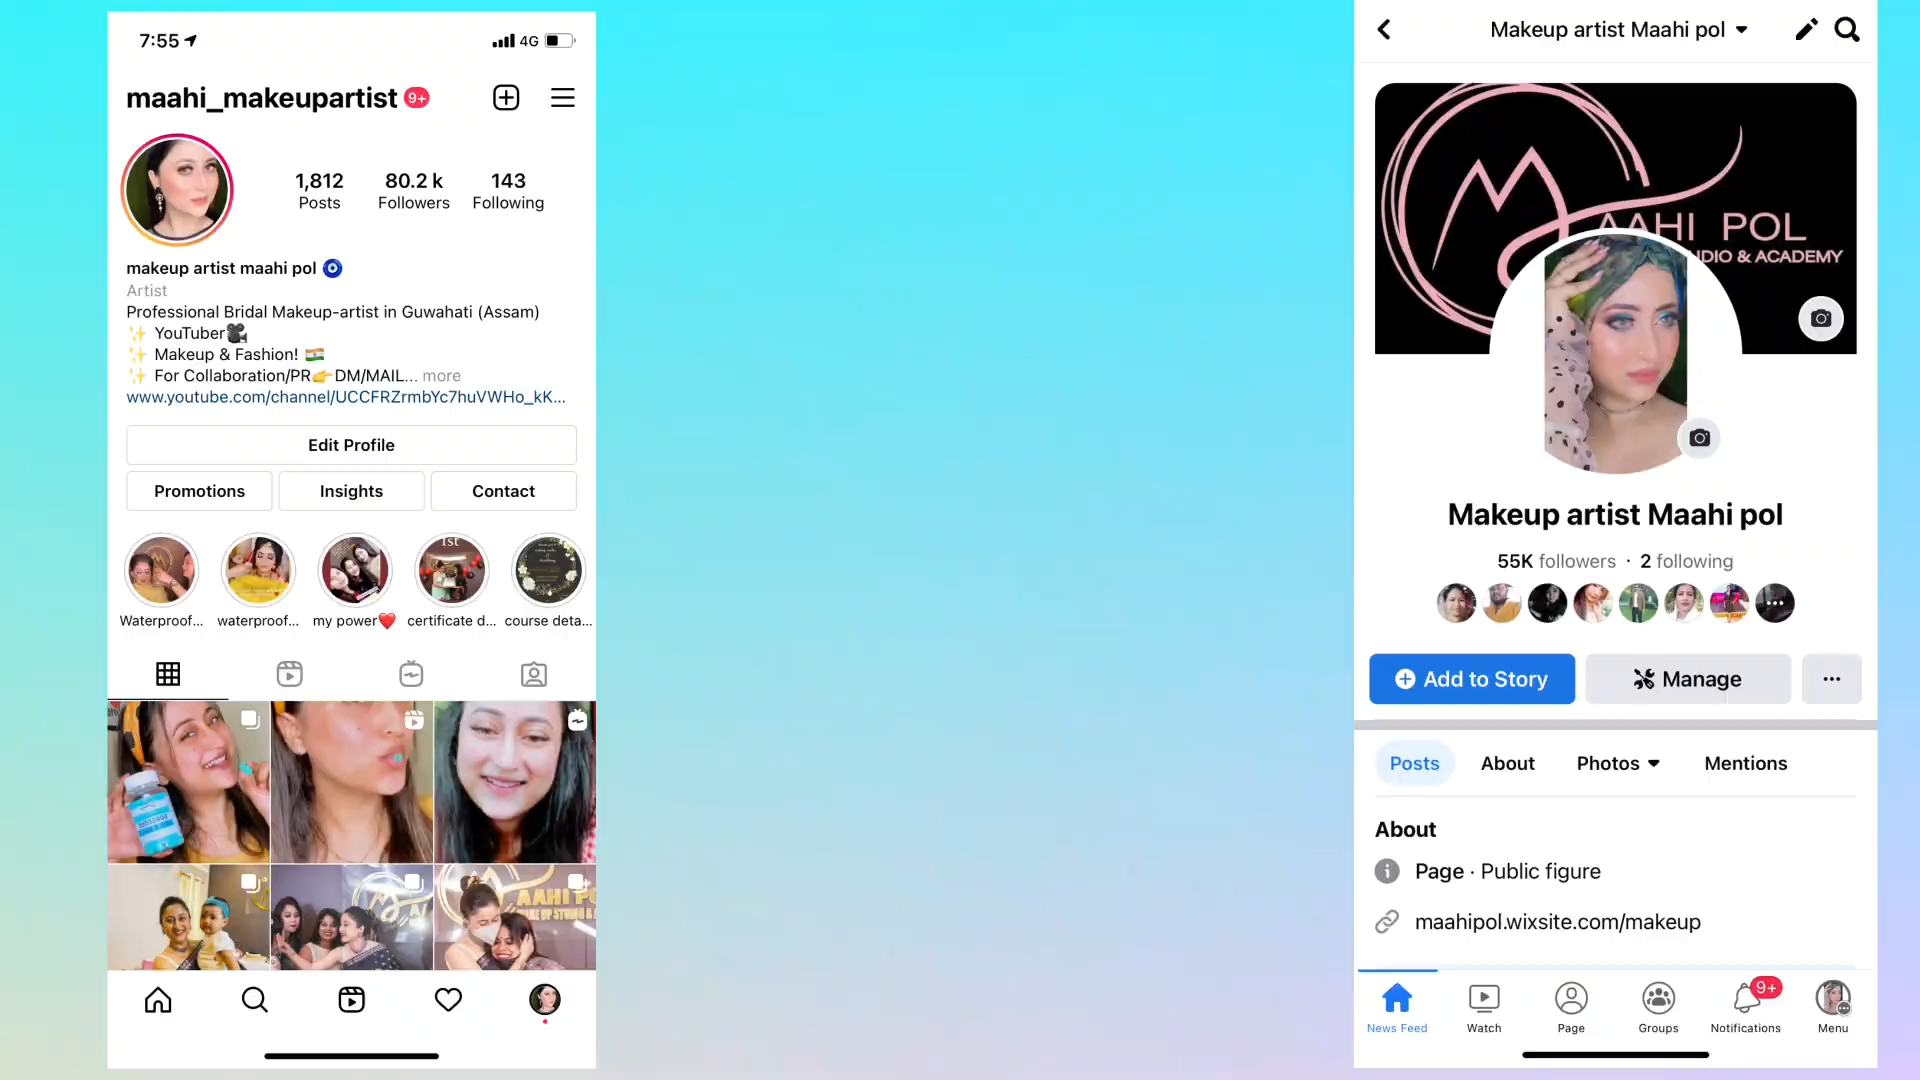 7:55
4G
maahi_makeupartist 9+
1,812
Posts
80.2 k
Followers
143
Following
makeup artist maahi pol 🧿
Artist
Professional Bridal Makeup-artist in Guwahati (Assam)
✨ YouTuber🎥
✨ Makeup & Fashion! 🇮🇳
✨ For Collaboration/PR👉DM/MAIL... more
www.youtube.com/channel/UCCFRZrmbYc7huVWHo_kK...
Edit Profile
Promotions
Insights
Contact
1st
Waterproof...
waterproof...
my power❤️
certificate d...
course deta...
AAHI PO
Makeup artist Maahi pol
AAHI POL
UDIO & ACADEMY
Makeup artist Maahi pol
55K followers · 2 following
Add to Story
Manage
Posts
About
Photos
Mentions
About
Page · Public figure
maahipol.wixsite.com/makeup
9+
News Feed
Watch
Page
Groups
Notifications
Menu